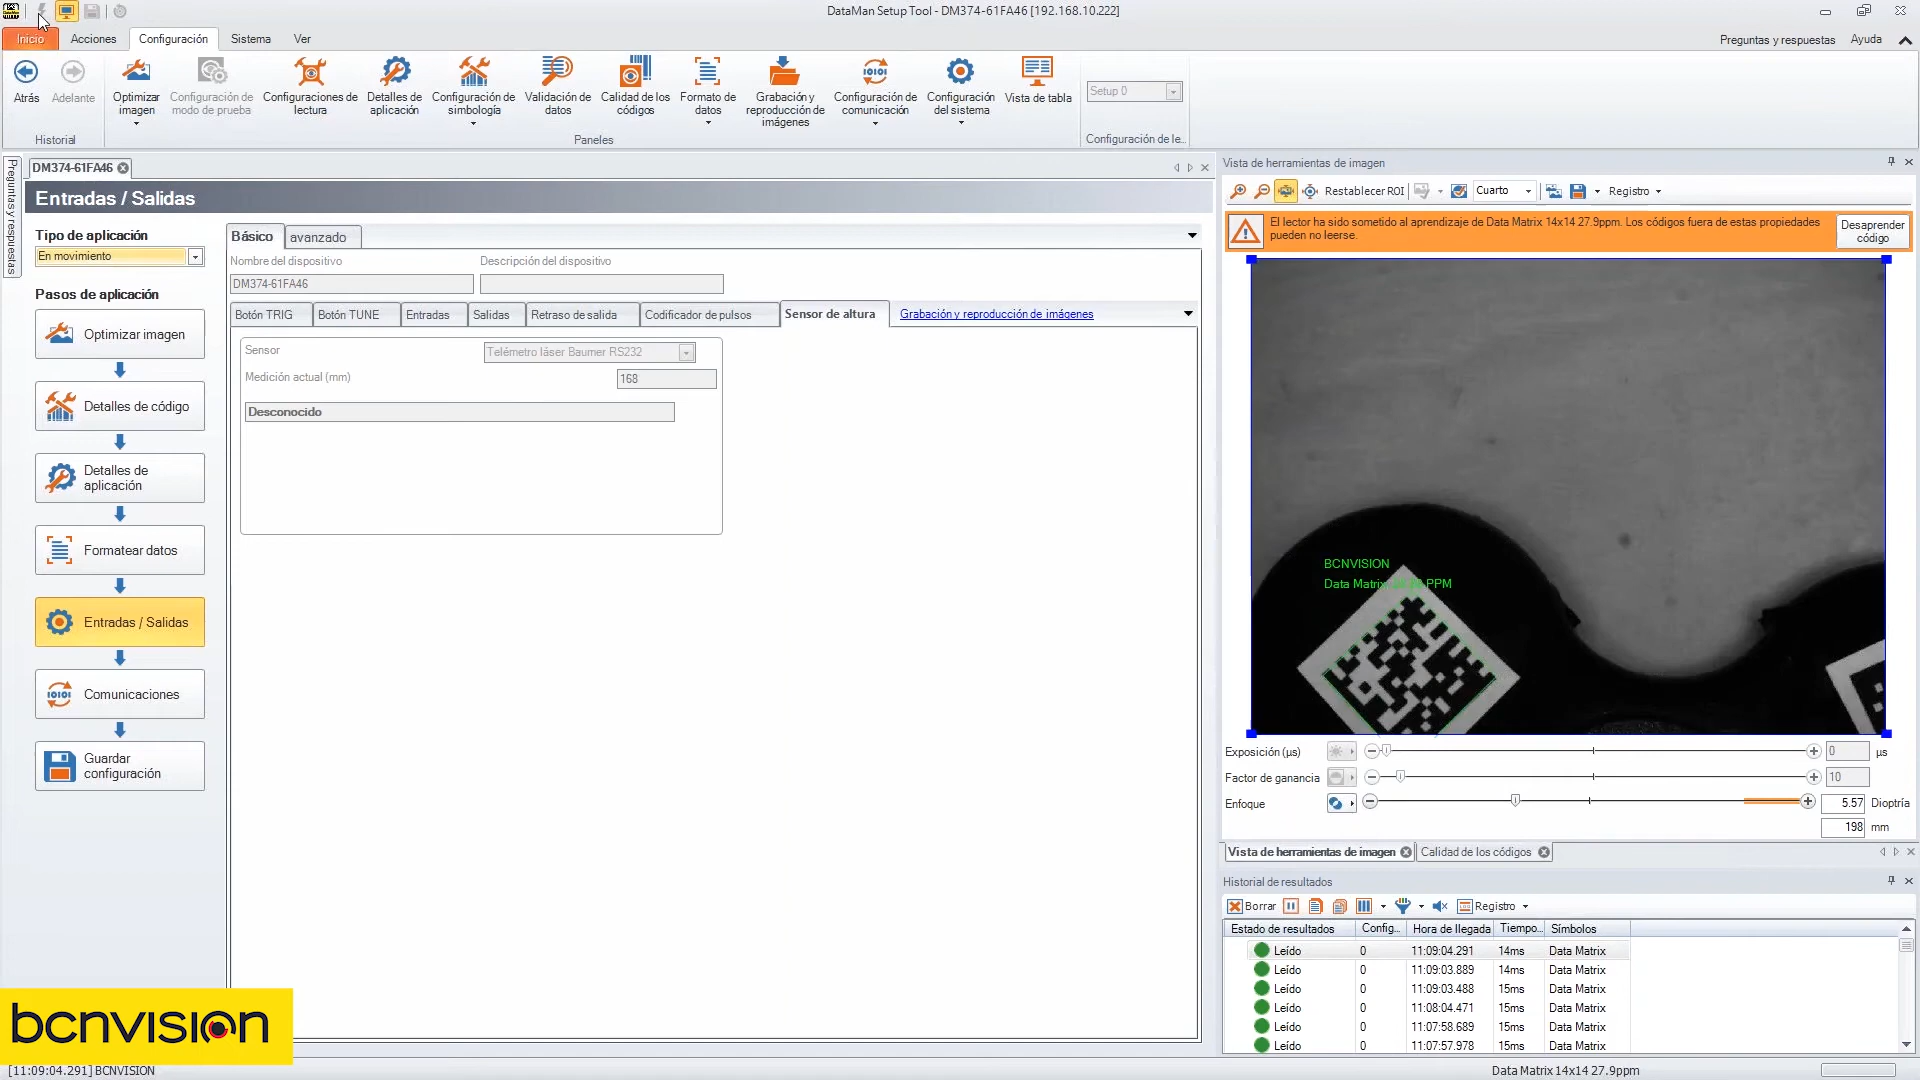 DataMan Setup Tool - DM374-61FA46 [192.168.10.222]
Inicio
Acciones
Configuración
Sistema
Ver
Preguntas y respuestas
Ayuda
Atrás
Adelante
Optimizar imagen
Configuración de modo de prueba
Configuraciones de lectura
Detalles de aplicación
Configuración de simbología
Validación de datos
Calidad de los códigos
Formato de datos
Grabación y reproducción de imágenes
Configuración de comunicación
Configuración del sistema
Vista de tabla
Setup 0
Historial
Paneles
Configuración de le...
Preguntas y respuestas
DM374-61FA46
Entradas / Salidas
Tipo de aplicación
En movimiento
Pasos de aplicación
Optimizar imagen
Detalles de código
Detalles de aplicación
Formatear datos
Entradas / Salidas
Comunicaciones
Guardar configuración
Básico
avanzado
Nombre del dispositivo
Descripción del dispositivo
DM374-61FA46
Botón TRIG
Botón TUNE
Entradas
Salidas
Retraso de salida
Codificador de pulsos
Sensor de altura
Grabación y reproducción de imágenes
Sensor
Telémetro láser Baumer RS232
Medición actual (mm)
168
Desconocido
Vista de herramientas de imagen
Restablecer ROI
Cuarto
Registro
El lector ha sido sometido al aprendizaje de Data Matrix 14x14 27.9ppm. Los códigos fuera de estas propiedades
pueden no leerse.
Desaprender código
BCNVISION
Data Matrix PPM
Exposición (µs)
0
µs
Factor de ganancia
10
Enfoque
5.57
Dioptría
198
mm
Vista de herramientas de imagen
Calidad de los códigos
Historial de resultados
Borrar
Registro
Estado de resultados Config... Hora de llegada Tiempo... Símbolos
Leído 0 11:09:04.291 14ms Data Matrix
Leído 0 11:09:03.889 14ms Data Matrix
Leído 0 11:09:03.488 15ms Data Matrix
Leído 0 11:08:04.471 15ms Data Matrix
Leído 0 11:07:58.689 15ms Data Matrix
Leído 0 11:07:57.978 15ms Data Matrix
bcnvision
[11:09:04.291] BCNVISION
Data Matrix 14x14 27.9ppm